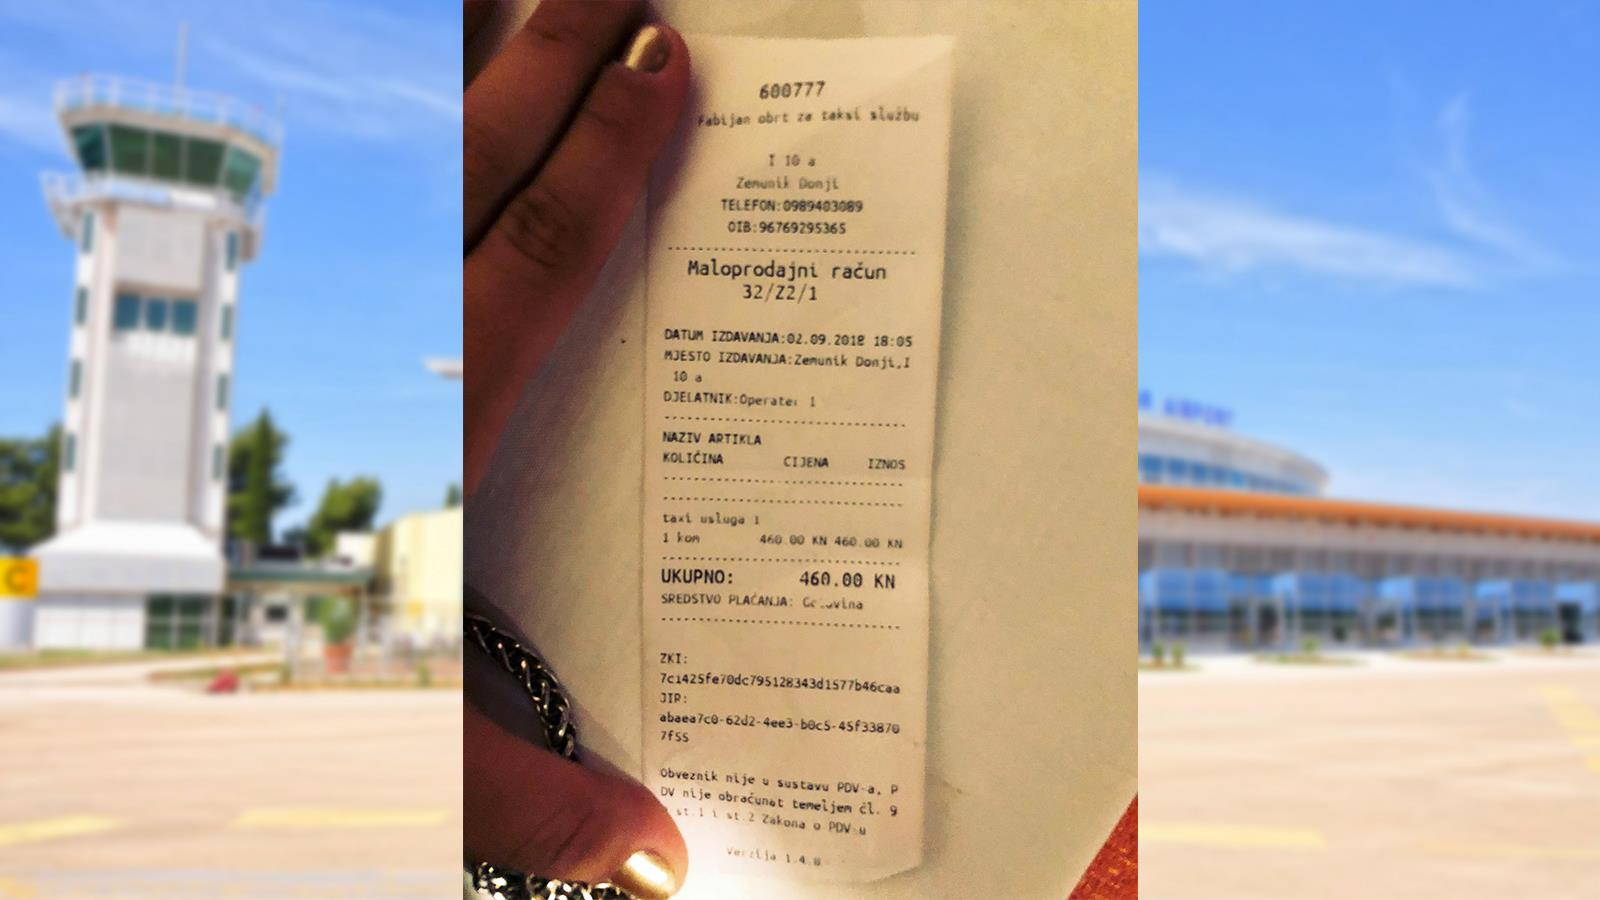 600777
Fabijan obrt za taksi službu
I 10 a
Zemunik Donji
TELEFON:0989403089
OIB:96769295365
Maloprodajni račun
32/Z2/1
DATUM IZDAVANJA:02.09.2018 18:05
MJESTO IZDAVANJA:Zemunik Donji,I
10 a
DJELATNIK:Operater 1
NAZIV ARTIKLA
KOLIČINA CIJENA IZNOS
taxi usluga 1
1 kom 460.00 KN 460.00 KN
UKUPNO: 460.00 KN
SREDSTVO PLAĆANJA: Gotovina
ZKI:
7c1425fe70dc795128343d1577b46caa
JIR:
abaea7c0-62d2-4ee3-b0c5-45f33870
7f55
Obveznik nije u sustavu PDV-a, P
DV nije obračunat temeljem čl. 9
st.1 i st.2 Zakona o PDV-u
Verzija 1.4.8
C
AIRPORT